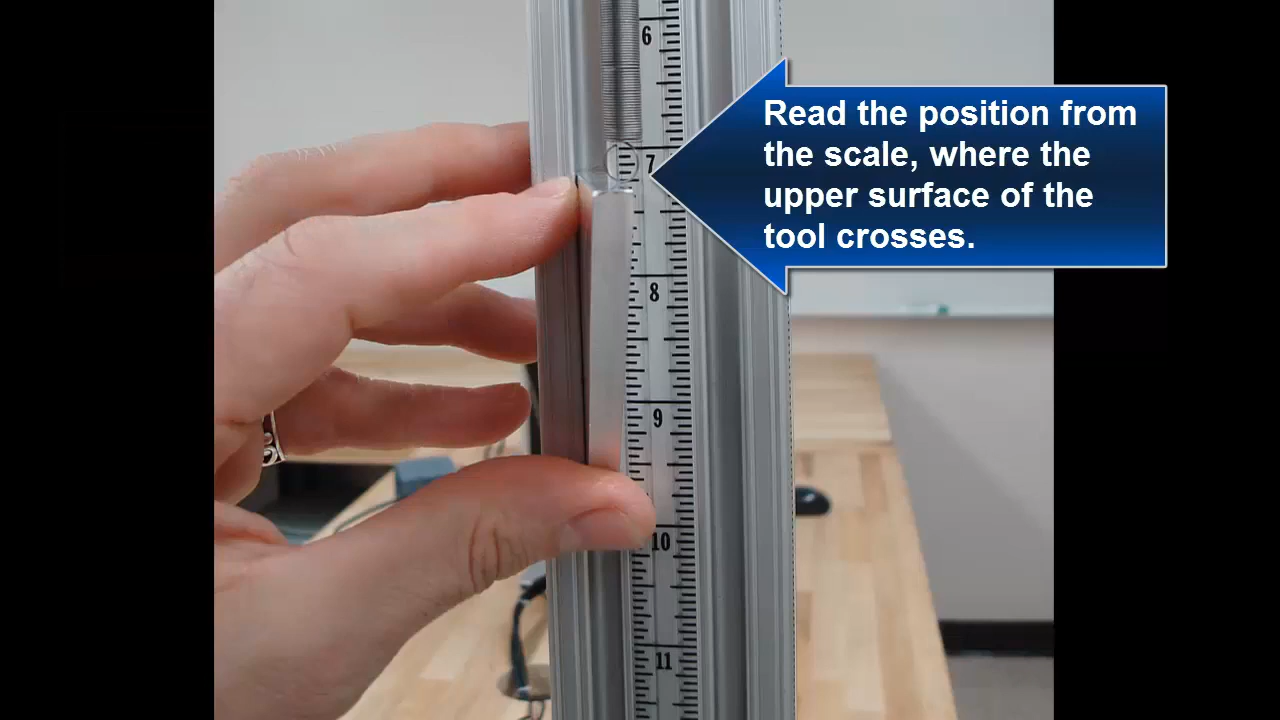 6
Read the position from
the scale, where the
upper surface of the
tool crosses.
7
8
9
10
11